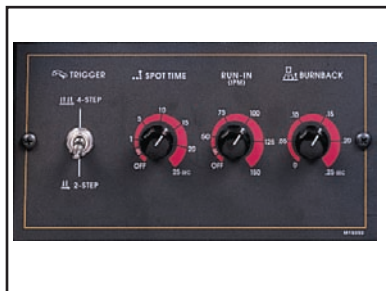 TRIGGER
4-STEP
2-STEP
SPOT TIME
OFF
1
5
10
15
20
25 SEC
RUN-IN
(IPM)
OFF
50
75
100
125
150
BURNBACK
0
.05
.10
.15
.20
.25 SEC